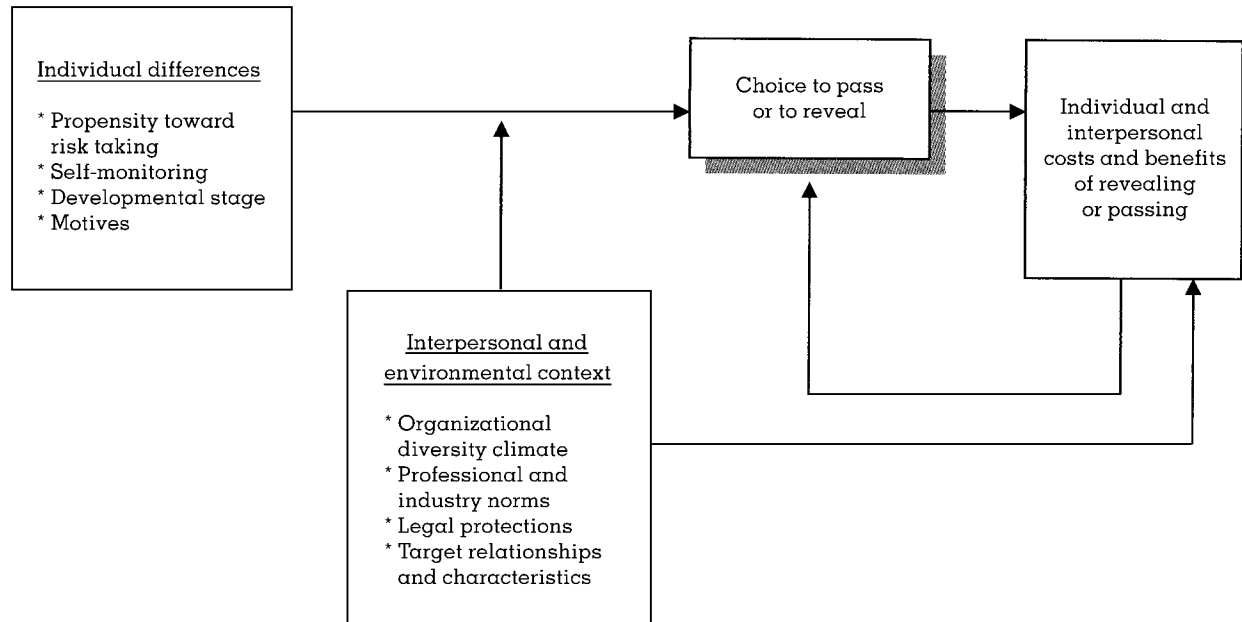 Individual differences
* Propensity toward
risk taking
* Self-monitoring
* Developmental stage
* Motives
Choice to pass
or to reveal
Individual and
interpersonal
costs and benefits
of revealing
or passing
Interpersonal and
environmental context
* Organizational
diversity climate
* Professional and
industry norms
* Legal protections
* Target relationships
and characteristics